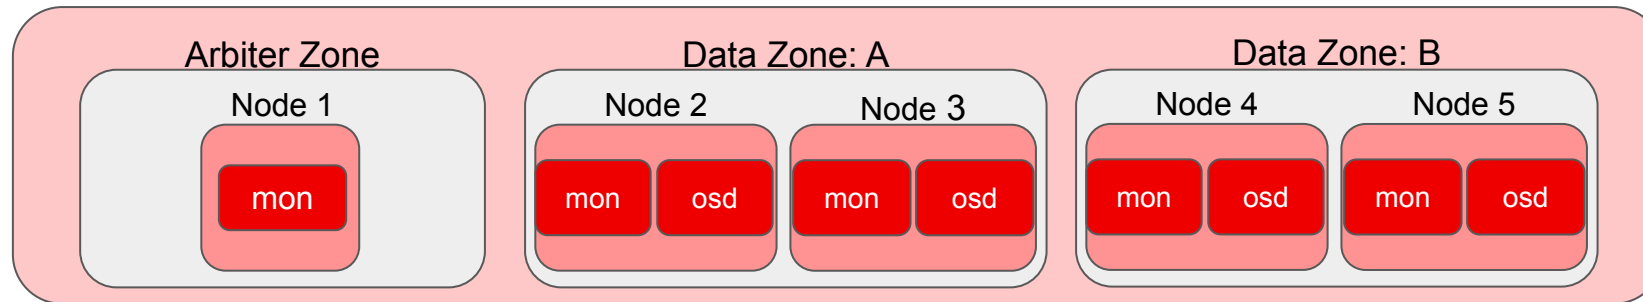 Arbiter Zone
Data Zone: A
Data Zone: B
Node 1
Node 2
Node 3
Node 4
Node 5
mon
mon
osd
mon
osd
mon
osd
mon
osd